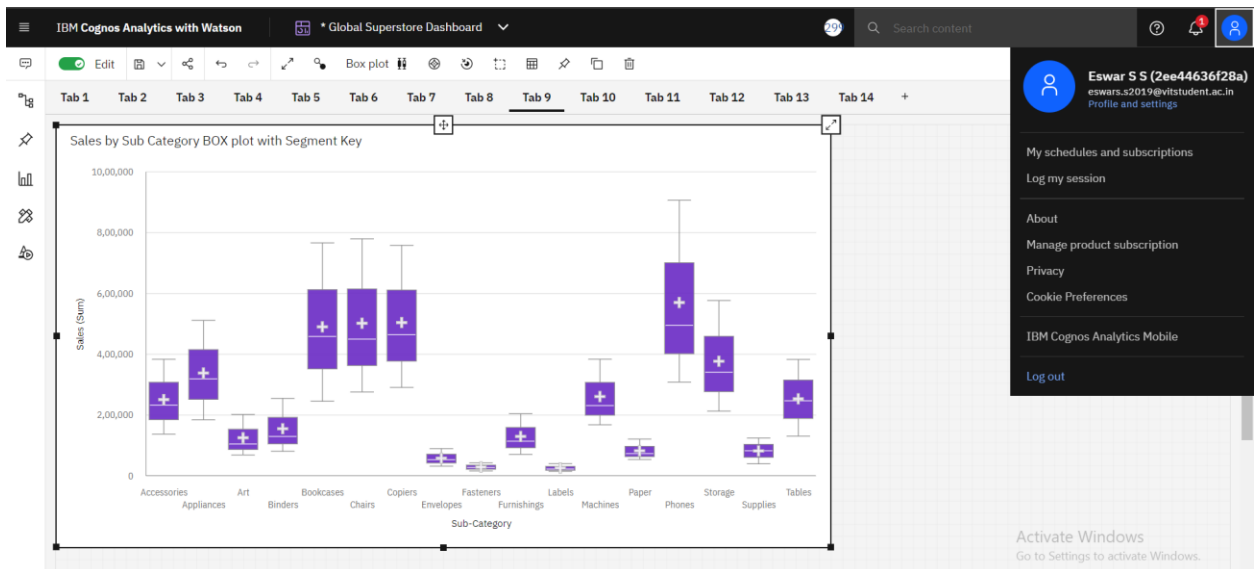 IBM Cognos Analytics with Watson
* Global Superstore Dashboard
Search content
1
Edit
Box plot
Tab 1 Tab 2 Tab 3 Tab 4 Tab 5 Tab 6 Tab 7 Tab 8 Tab 9 Tab 10 Tab 11 Tab 12 Tab 13 Tab 14 +
Eswar S S (2ee44636f28a)
eswars.s2019@vitstudent.ac.in
Profile and settings
My schedules and subscriptions
Log my session
About
Manage product subscription
Privacy
Cookie Preferences
IBM Cognos Analytics Mobile
Log out
Sales by Sub Category BOX plot with Segment Key
10,00,000
8,00,000
6,00,000
4,00,000
2,00,000
0
Sales (Sum)
Accessories Art Bookcases Copiers Fasteners Labels Paper Storage Tables
Appliances Binders Chairs Envelopes Furnishings Machines Phones Supplies
Sub-Category
Activate Windows
Go to Settings to activate Windows.